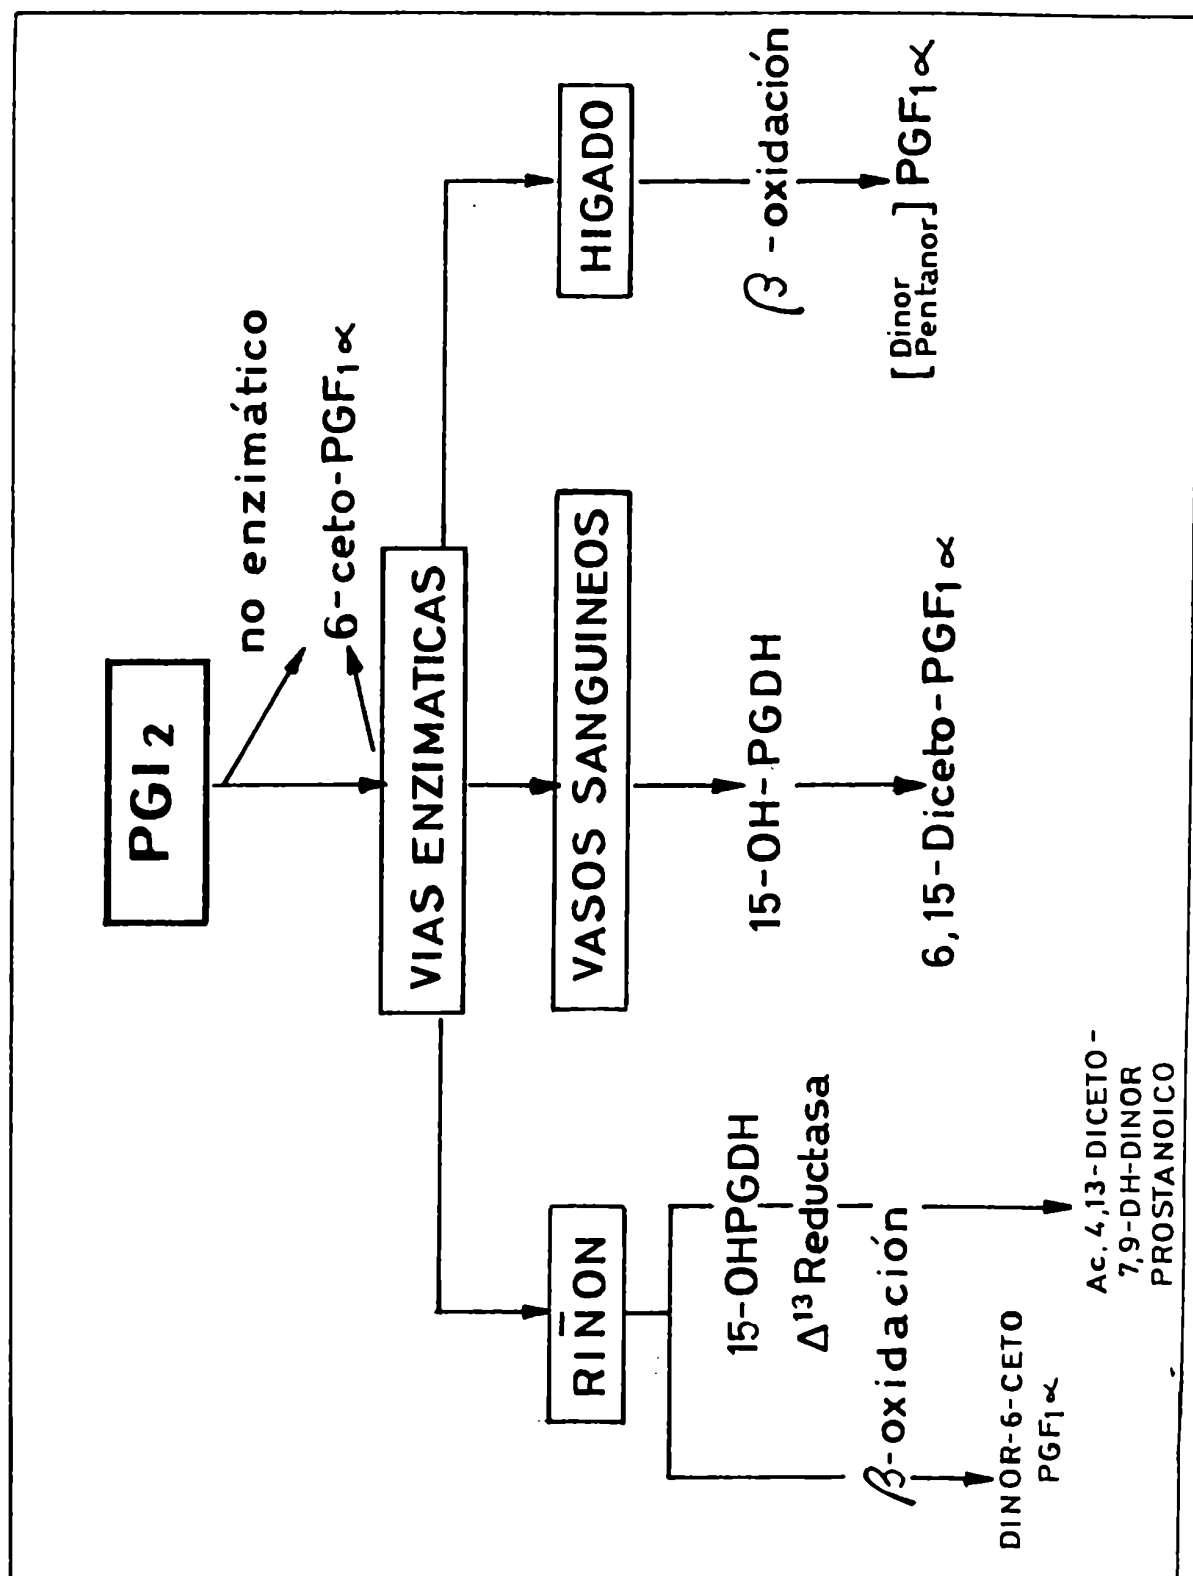 PGI2
no enzimático
6-ceto-PGF1α
VIAS ENZIMATICAS
RIÑON
VASOS SANGUINEOS
HIGADO
15-OHPGDH
Δ13 Reductasa
β-oxidación
DINOR-6-CETO
PGF1α
Ac. 4,13-DICETO-
7,9-DH-DINOR
PROSTANOICO
15-OH-PGDH
6,15-Diceto-PGF1α
β-oxidación
[Dinor
Pentanor] PGF1α